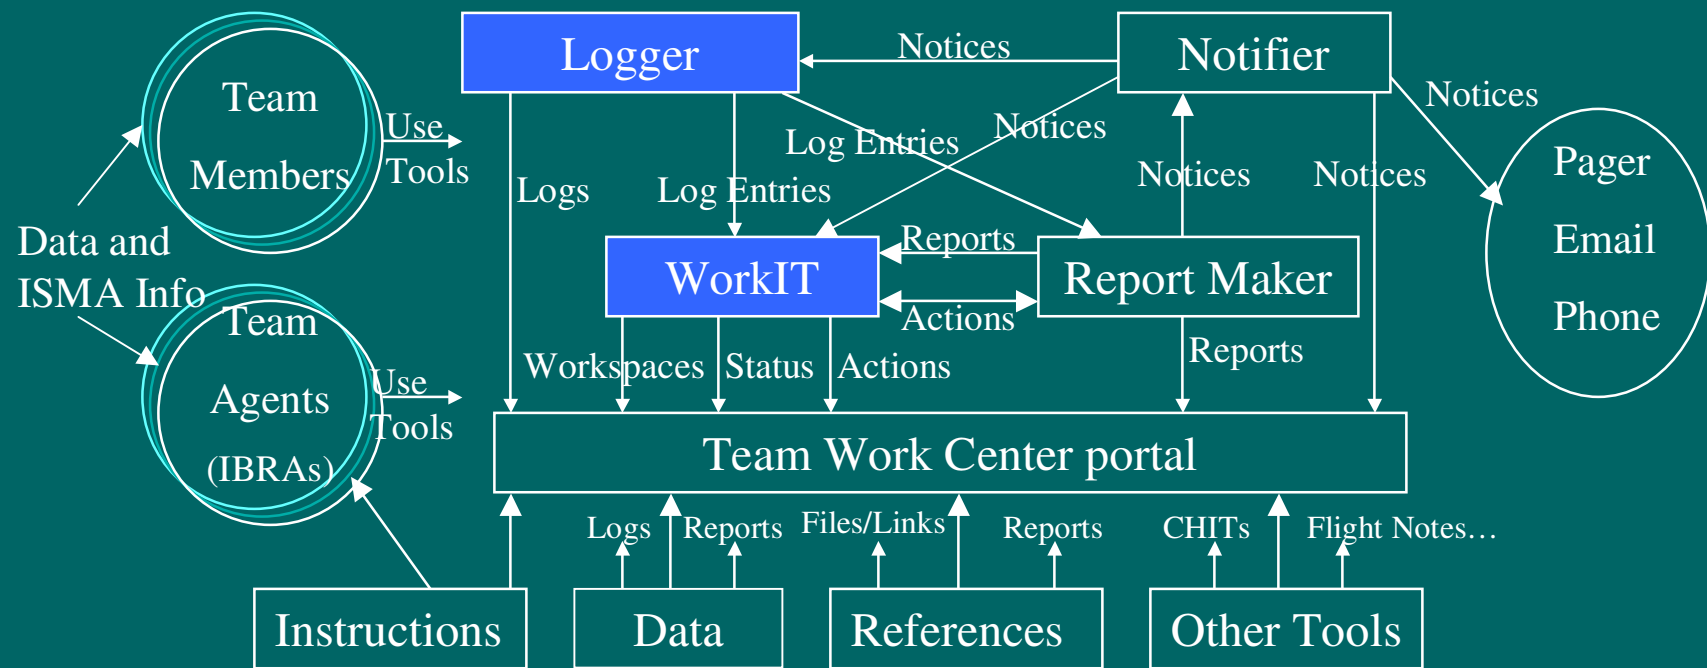 Logger
Notices
Notifier
Team
Members
Use
Tools
Notices
Log Entries
Notices
Logs
Log Entries
Notices
Notices
Pager
Email
Phone
Data and
ISMA Info
Reports
WorkIT
Report Maker
Actions
Team
Agents
(IBRAs)
Use
Tools
Workspaces
Status
Actions
Reports
Team Work Center portal
Logs
Reports
Files/Links
Reports
CHITs
Flight Notes…
Instructions
Data
References
Other Tools